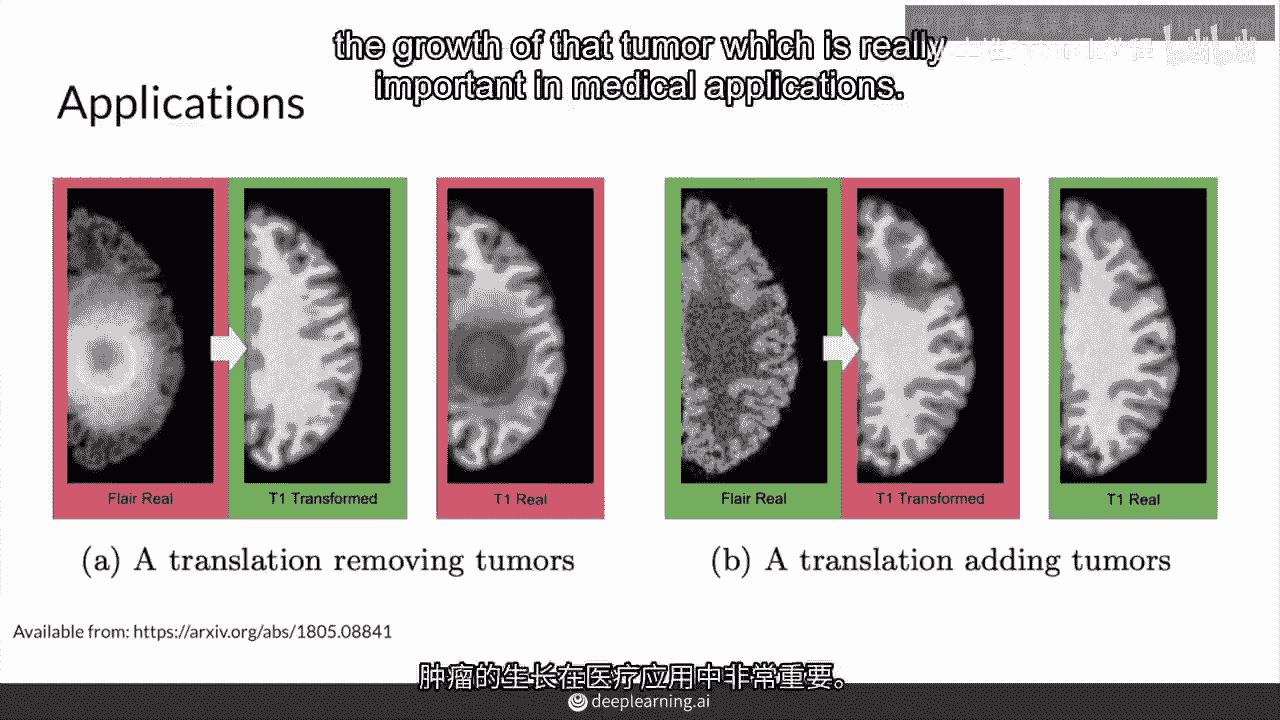 the growth of that tumor which is really
important in medical applications.
Applications
Flair Real
T1 Transformed
T1 Real
Flair Real
T1 Transformed
T1 Real
(a) A translation removing tumors
(b) A translation adding tumors
Available from: https://arxiv.org/abs/1805.08841
肿瘤的生长在医疗应用中非常重要。
deeplearning.ai